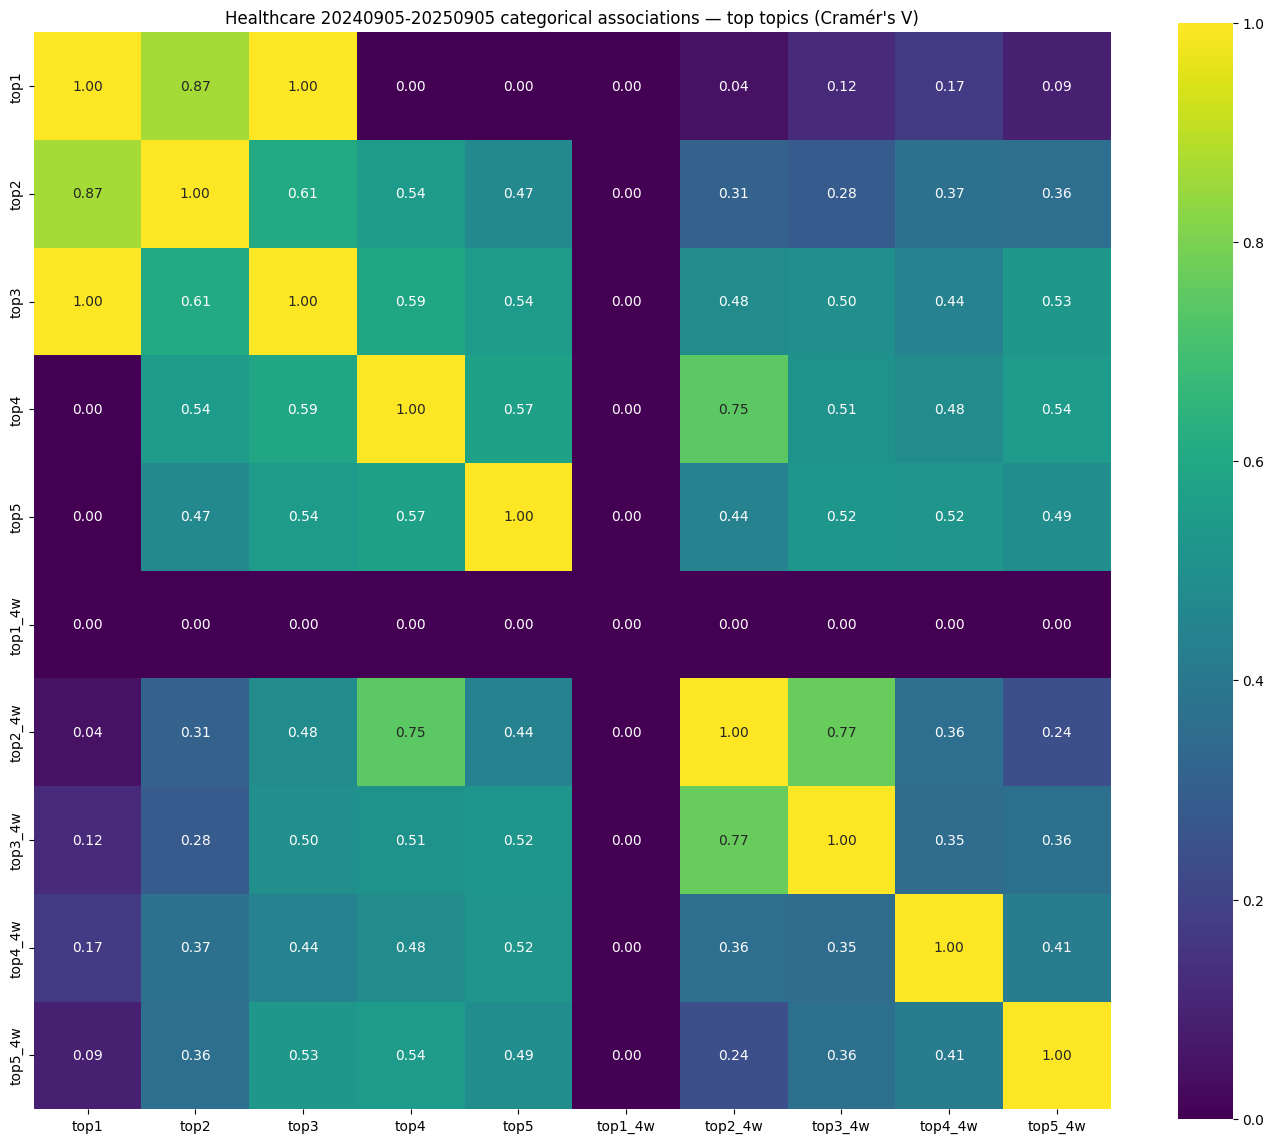 Healthcare 20240905-20250905 categorical associations — top topics (Cramér's V)
top1 1.00 0.87 1.00 0.00 0.00 0.00 0.04 0.12 0.17 0.09
top2 0.87 1.00 0.61 0.54 0.47 0.00 0.31 0.28 0.37 0.36
top3 1.00 0.61 1.00 0.59 0.54 0.00 0.48 0.50 0.44 0.53
top4 0.00 0.54 0.59 1.00 0.57 0.00 0.75 0.51 0.48 0.54
top5 0.00 0.47 0.54 0.57 1.00 0.00 0.44 0.52 0.52 0.49
top1_4w 0.00 0.00 0.00 0.00 0.00 0.00 0.00 0.00 0.00 0.00
top2_4w 0.04 0.31 0.48 0.75 0.44 0.00 1.00 0.77 0.36 0.24
top3_4w 0.12 0.28 0.50 0.51 0.52 0.00 0.77 1.00 0.35 0.36
top4_4w 0.17 0.37 0.44 0.48 0.52 0.00 0.36 0.35 1.00 0.41
top5_4w 0.09 0.36 0.53 0.54 0.49 0.00 0.24 0.36 0.41 1.00
top1 top2 top3 top4 top5 top1_4w top2_4w top3_4w top4_4w top5_4w
1.0
0.8
0.6
0.4
0.2
0.0